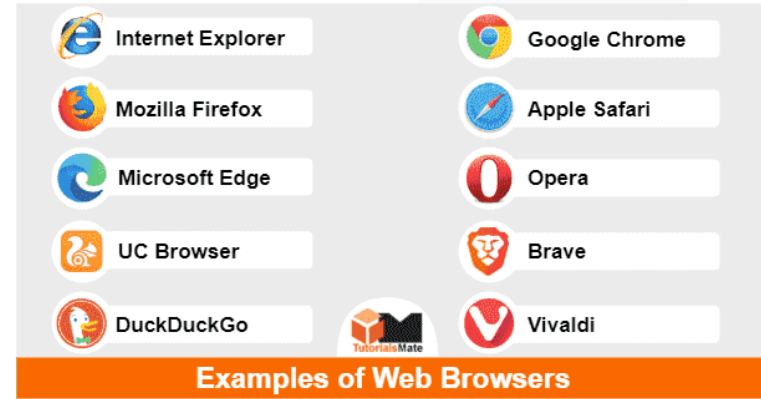 Internet Explorer
Google Chrome
Mozilla Firefox
Apple Safari
Microsoft Edge
Opera
UC Browser
Brave
DuckDuckGo
Vivaldi
TutorialsMate
Examples of Web Browsers